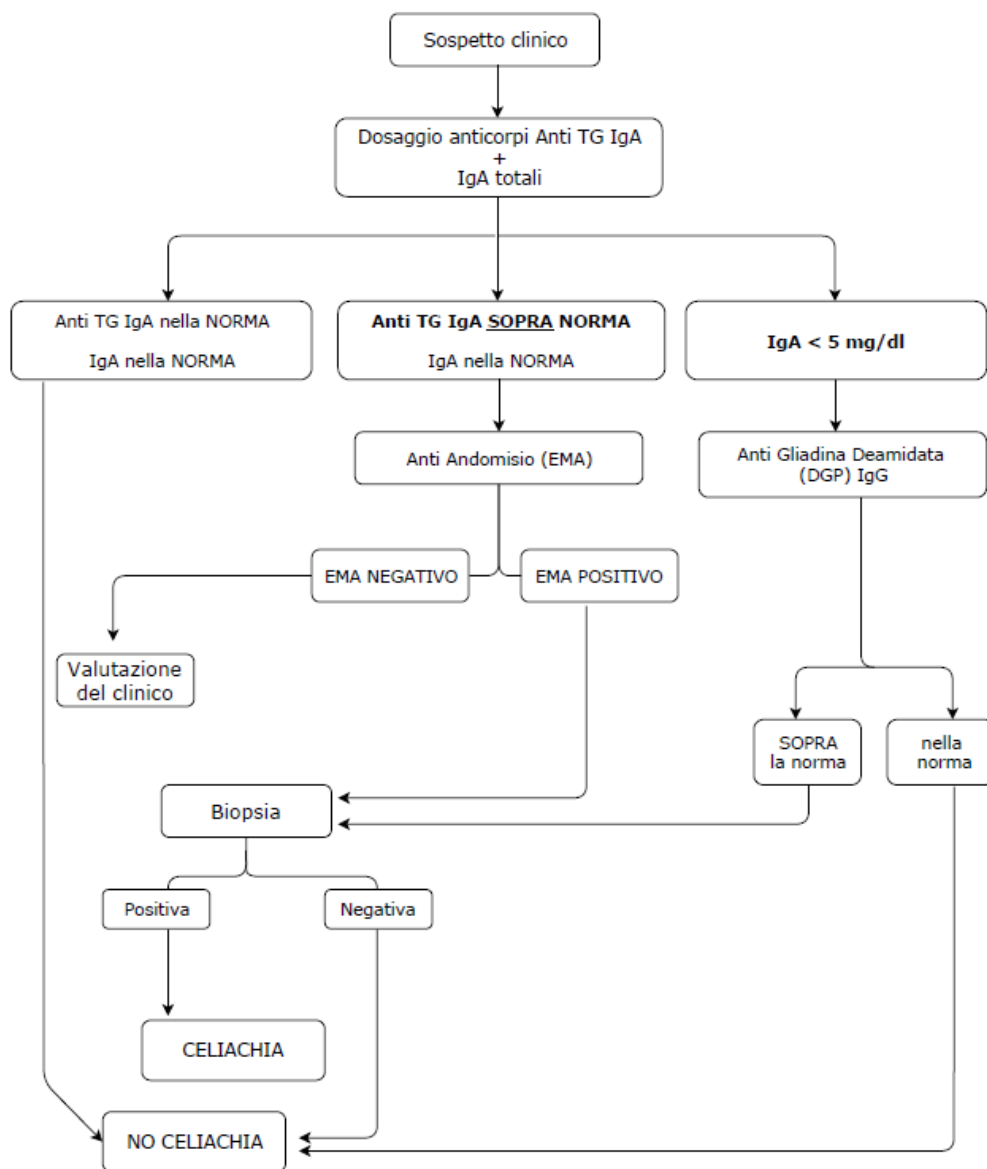 Sospetto clinico
Dosaggio anticorpi Anti TG IgA
+
IgA totali
Anti TG IgA nella NORMA
IgA nella NORMA
Anti TG IgA SOPRA NORMA
IgA nella NORMA
IgA < 5 mg/dl
Anti Andomisio (EMA)
Anti Gliadina Deamidata
(DGP) IgG
EMA NEGATIVO
EMA POSITIVO
Valutazione
del clinico
SOPRA
la norma
nella
norma
Biopsia
Positiva
Negativa
CELIACHIA
NO CELIACHIA